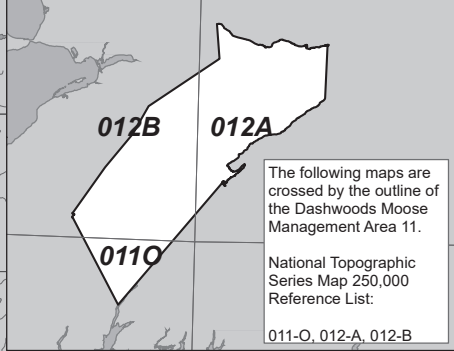 012B 012A
011O
The following maps are
crossed by the outline of
the Dashwoods Moose
Management Area 11.
National Topographic
Series Map 250,000
Reference List:
011-O, 012-A, 012-B